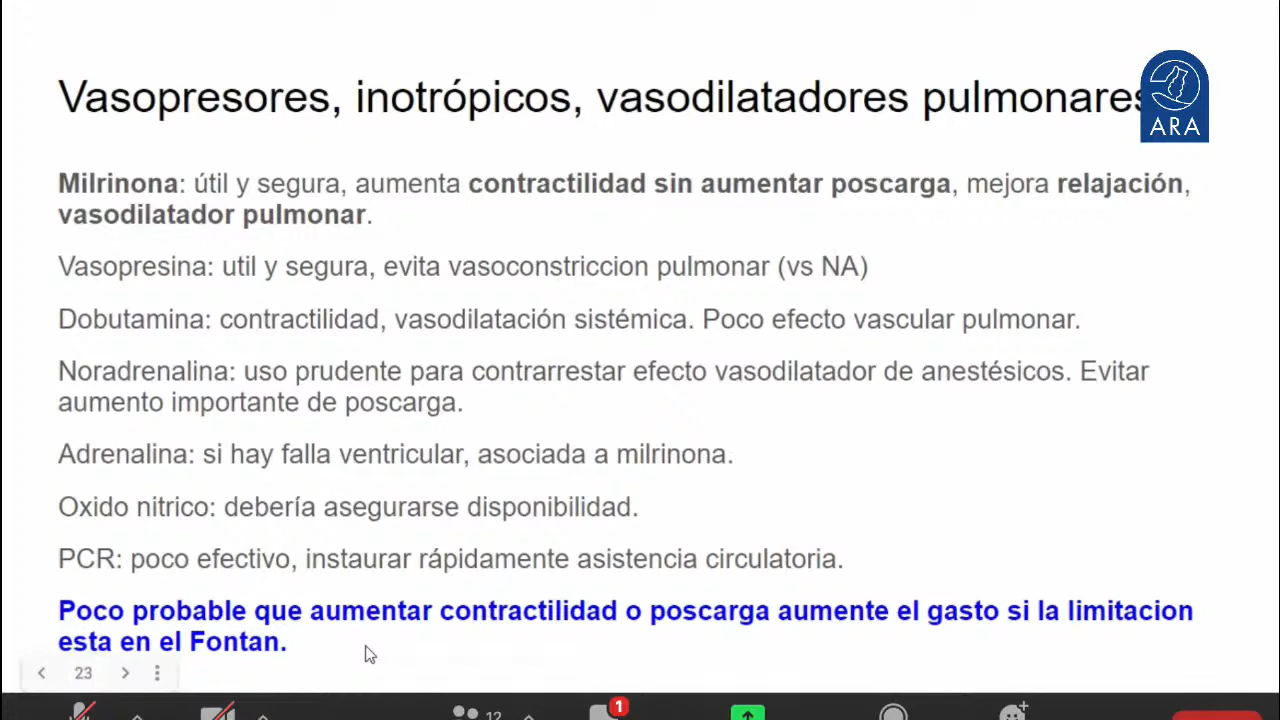 Vasopresores, inotrópicos, vasodilatadores pulmonares
ARA
Milrinona: útil y segura, aumenta contractilidad sin aumentar poscarga, mejora relajación,
vasodilatador pulmonar.
Vasopresina: util y segura, evita vasoconstriccion pulmonar (vs NA)
Dobutamina: contractilidad, vasodilatación sistémica. Poco efecto vascular pulmonar.
Noradrenalina: uso prudente para contrarrestar efecto vasodilatador de anestésicos. Evitar
aumento importante de poscarga.
Adrenalina: si hay falla ventricular, asociada a milrinona.
Oxido nitrico: debería asegurarse disponibilidad.
PCR: poco efectivo, instaurar rápidamente asistencia circulatoria.
Poco probable que aumentar contractilidad o poscarga aumente el gasto si la limitacion
esta en el Fontan.
23
12
1